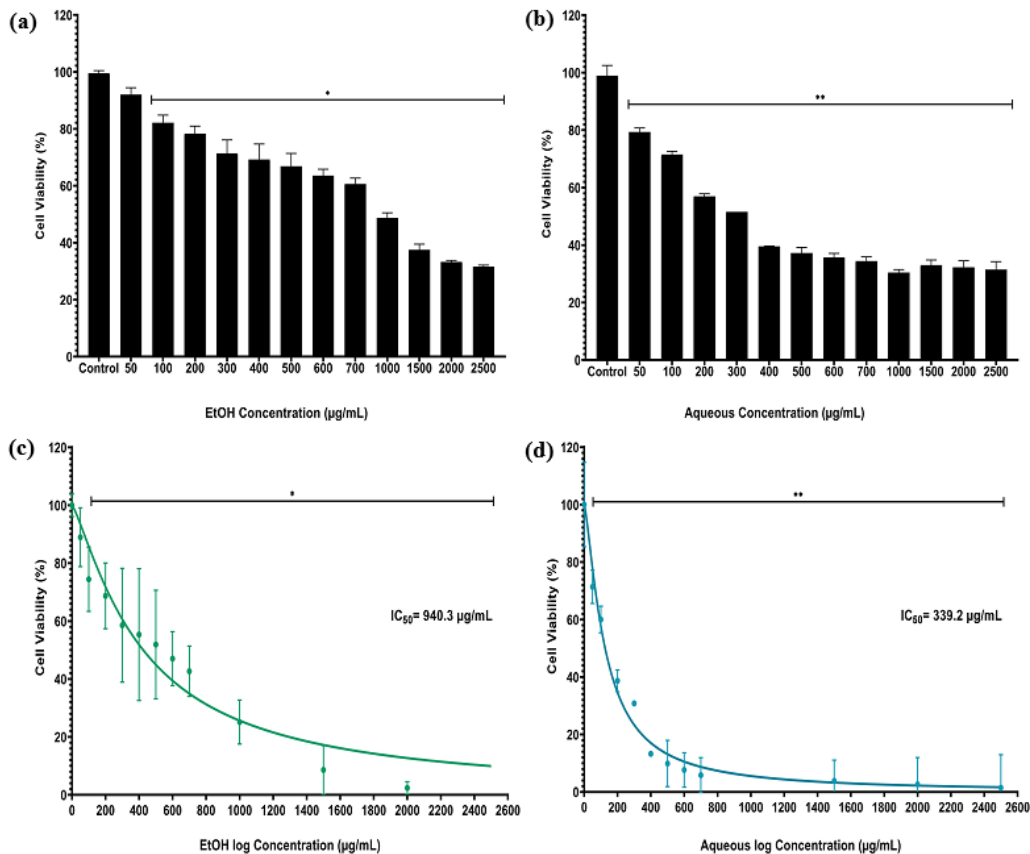 (a)
120
100
80
60
40
20
0
Cell Viability (%)
*
Control 50 100 200 300 400 500 600 700 1000 1500 2000 2500
EtOH Concentration (µg/mL)
(b)
120
100
80
60
40
20
0
Cell Viability (%)
**
Control 50 100 200 300 400 500 600 700 1000 1500 2000 2500
Aqueous Concentration (µg/mL)
(c)
120
100
80
60
40
20
0
Cell Viability (%)
*
IC50= 940.3 µg/mL
0 200 400 600 800 1000 1200 1400 1600 1800 2000 2200 2400 2600
EtOH log Concentration (µg/mL)
(d)
120
100
80
60
40
20
0
Cell Viability (%)
**
IC50= 339.2 µg/mL
0 200 400 600 800 1000 1200 1400 1600 1800 2000 2200 2400 2600
Aqueous log Concentration (µg/mL)